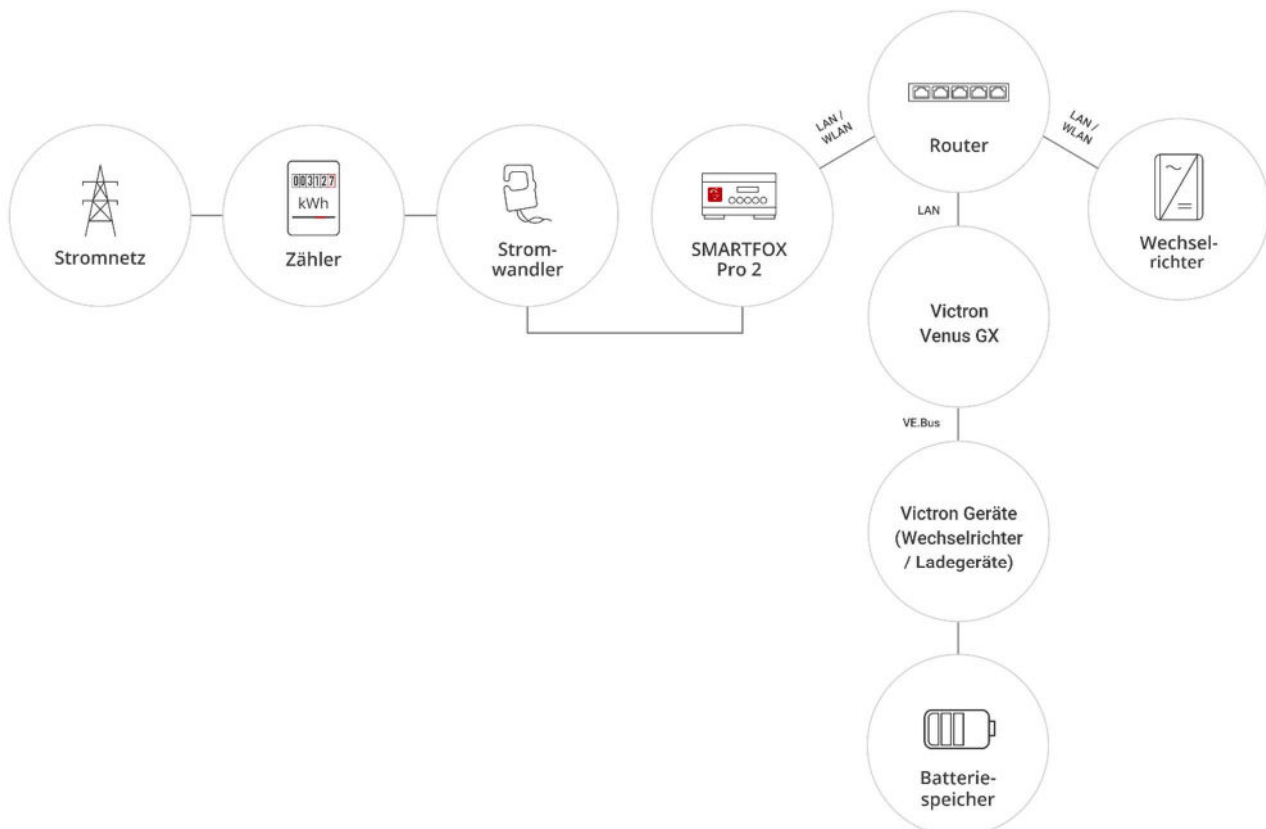 Stromnetz
003127
kWh
Zähler
Strom-
wandler
SMARTFOX
Pro 2
LAN /
WLAN
Router
LAN /
WLAN
Wechsel-
richter
LAN
Victron
Venus GX
VE.Bus
Victron Geräte
(Wechselrichter
/ Ladegeräte)
Batterie-
speicher